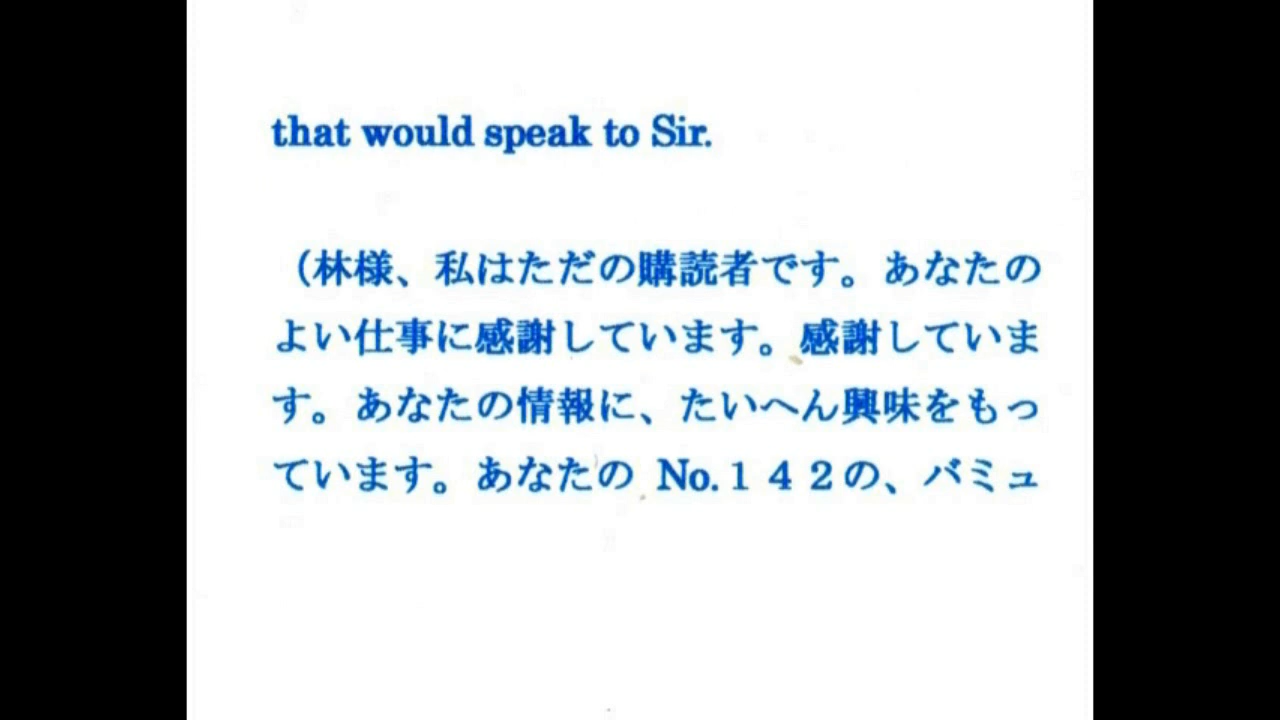 that would speak to Sir.
（林様、私はただの購読者です。あなたの
よい仕事に感謝しています。感謝していま
す。あなたの情報に、たいへん興味をもっ
ています。あなたの No.１４２の、バミュ